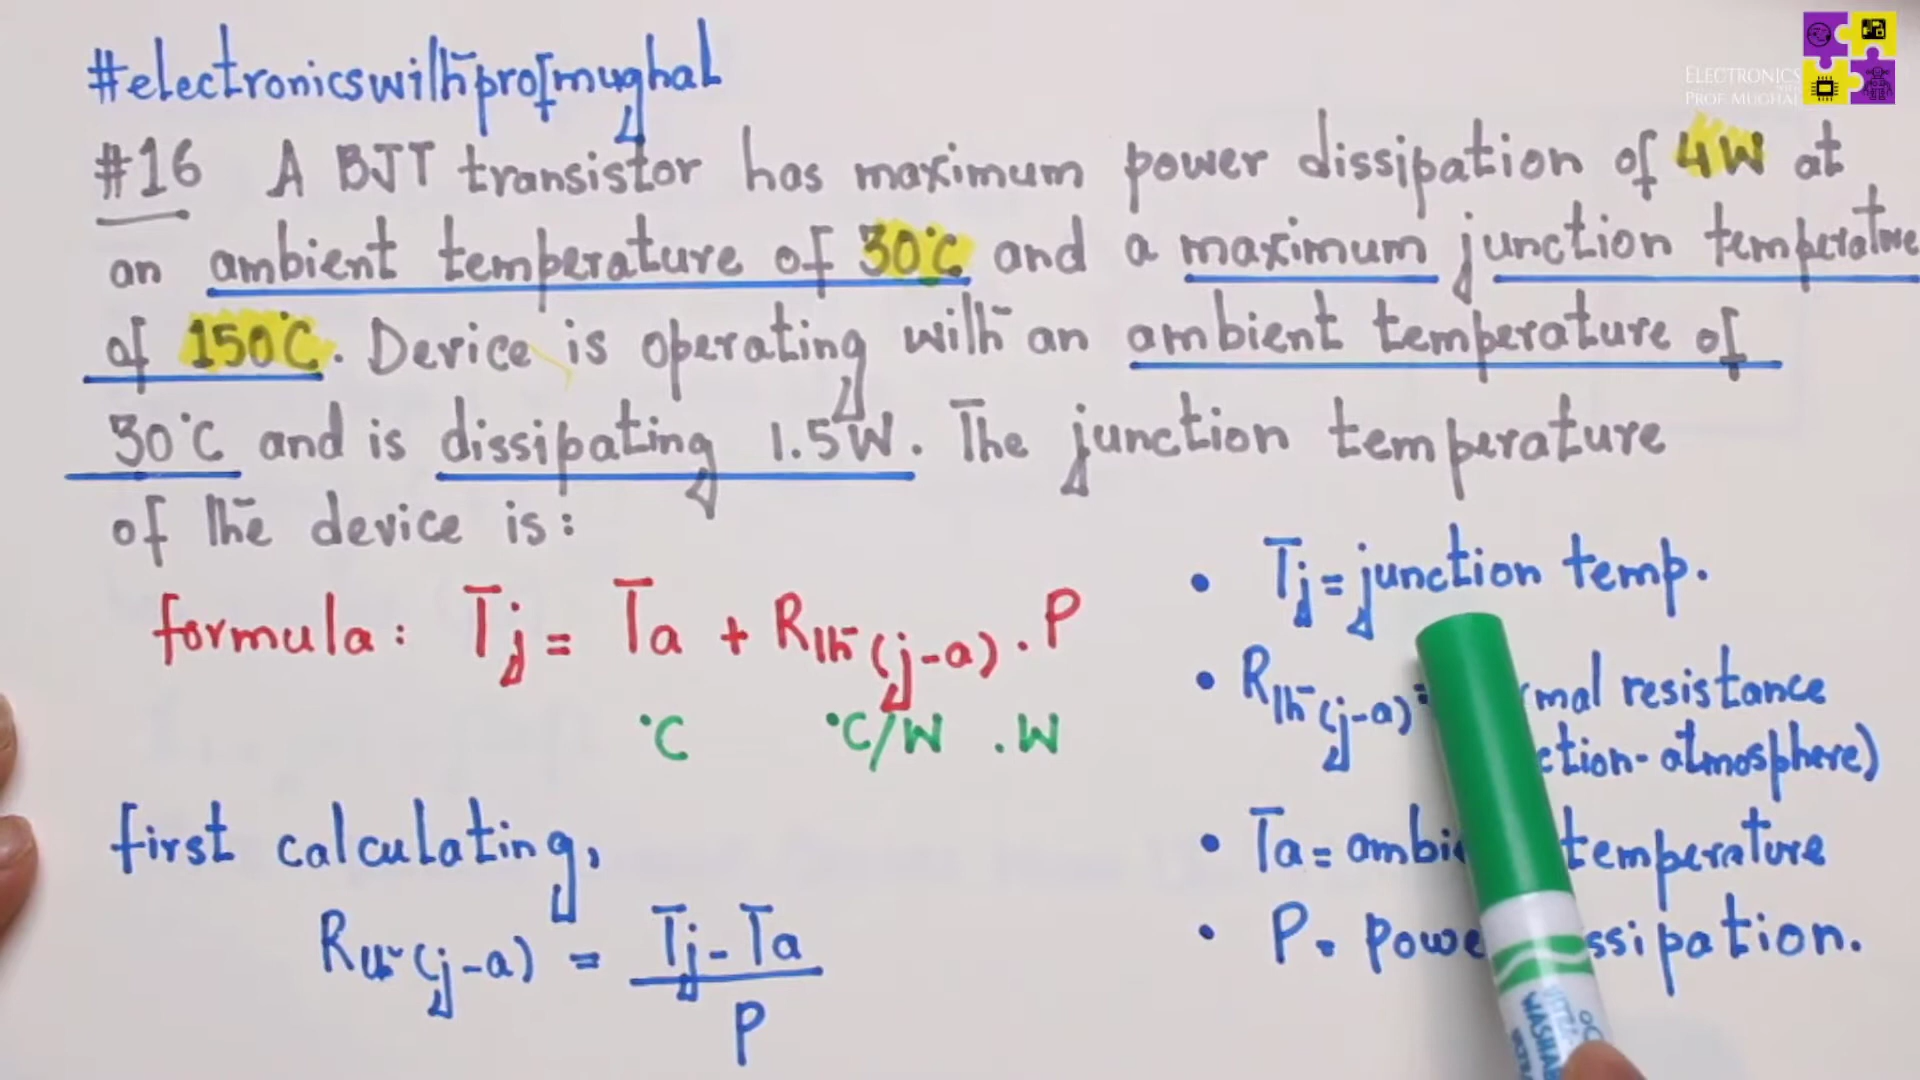 #electronicswithprofmughal
ELECTRONICS
WITH
PROF MUGHAL
#16 A BJT transistor has maximum power dissipation of 4W at
an ambient temperature of 30°C and a maximum junction temperature
of 150°C. Device is operating with an ambient temperature of
30°C and is dissipating 1.5W. The junction temperature
of the device is:
formula: Tj = Ta + Rth(j-a) . P
°C °C/W . W
first calculating,
Rth(j-a) = Tj - Ta
P
• Tj = junction temp.
• Rth(j-a) = rmal resistance
ction-atmosphere)
• Ta = ambi temperature
• P = powe ssipation.